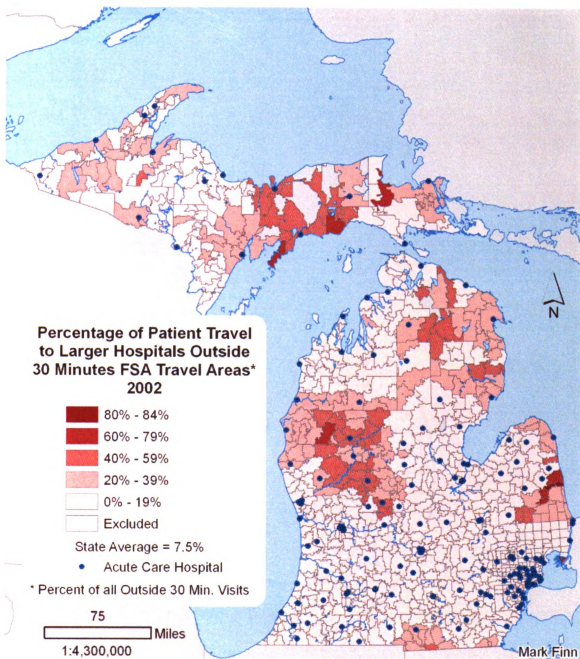 N
Percentage of Patient Travel
to Larger Hospitals Outside
30 Minutes FSA Travel Areas*
2002
80% - 84%
60% - 79%
40% - 59%
20% - 39%
0% - 19%
Excluded
State Average = 7.5%
Acute Care Hospital
* Percent of all Outside 30 Min. Visits
75
Miles
1:4,300,000
Mark Finn